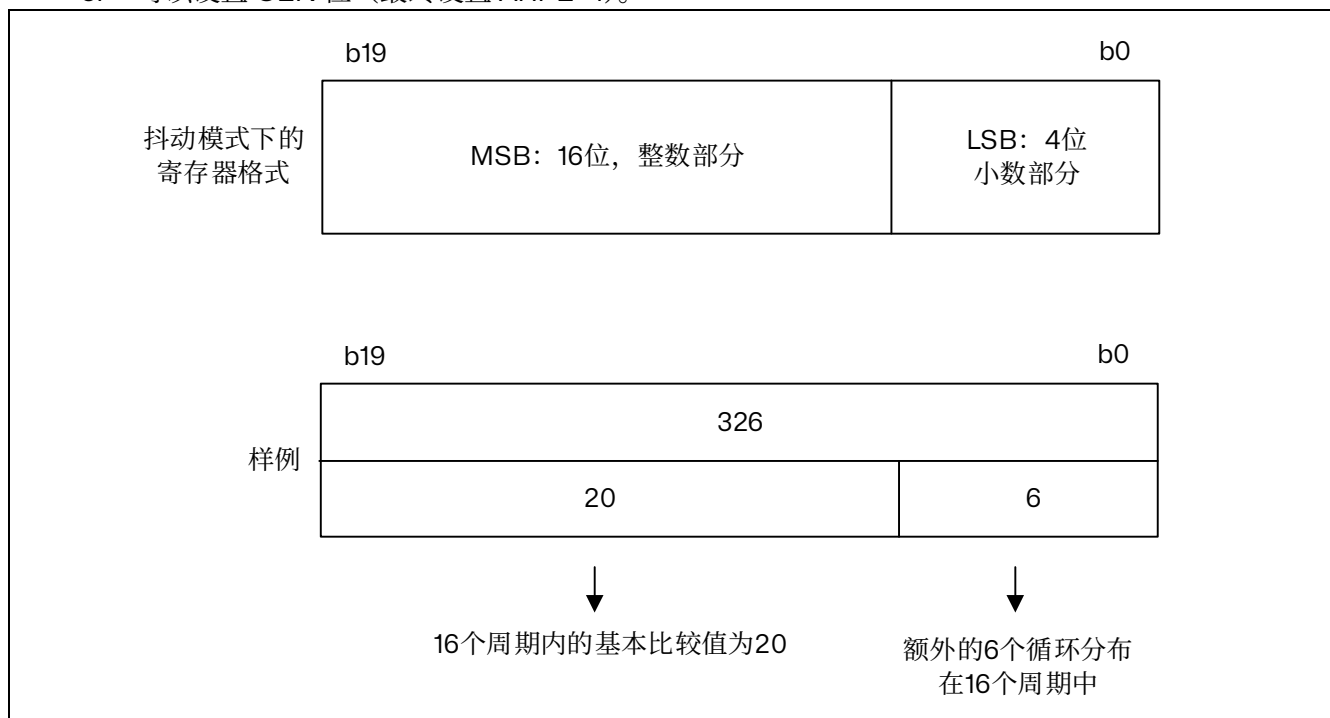 b19 b0
抖动模式下的
寄存器格式
MSB：16位，整数部分
LSB：4位
小数部分
b19 b0
样例
326
20 6
16个周期内的基本比较值为20
额外的6个循环分布
在16个周期中